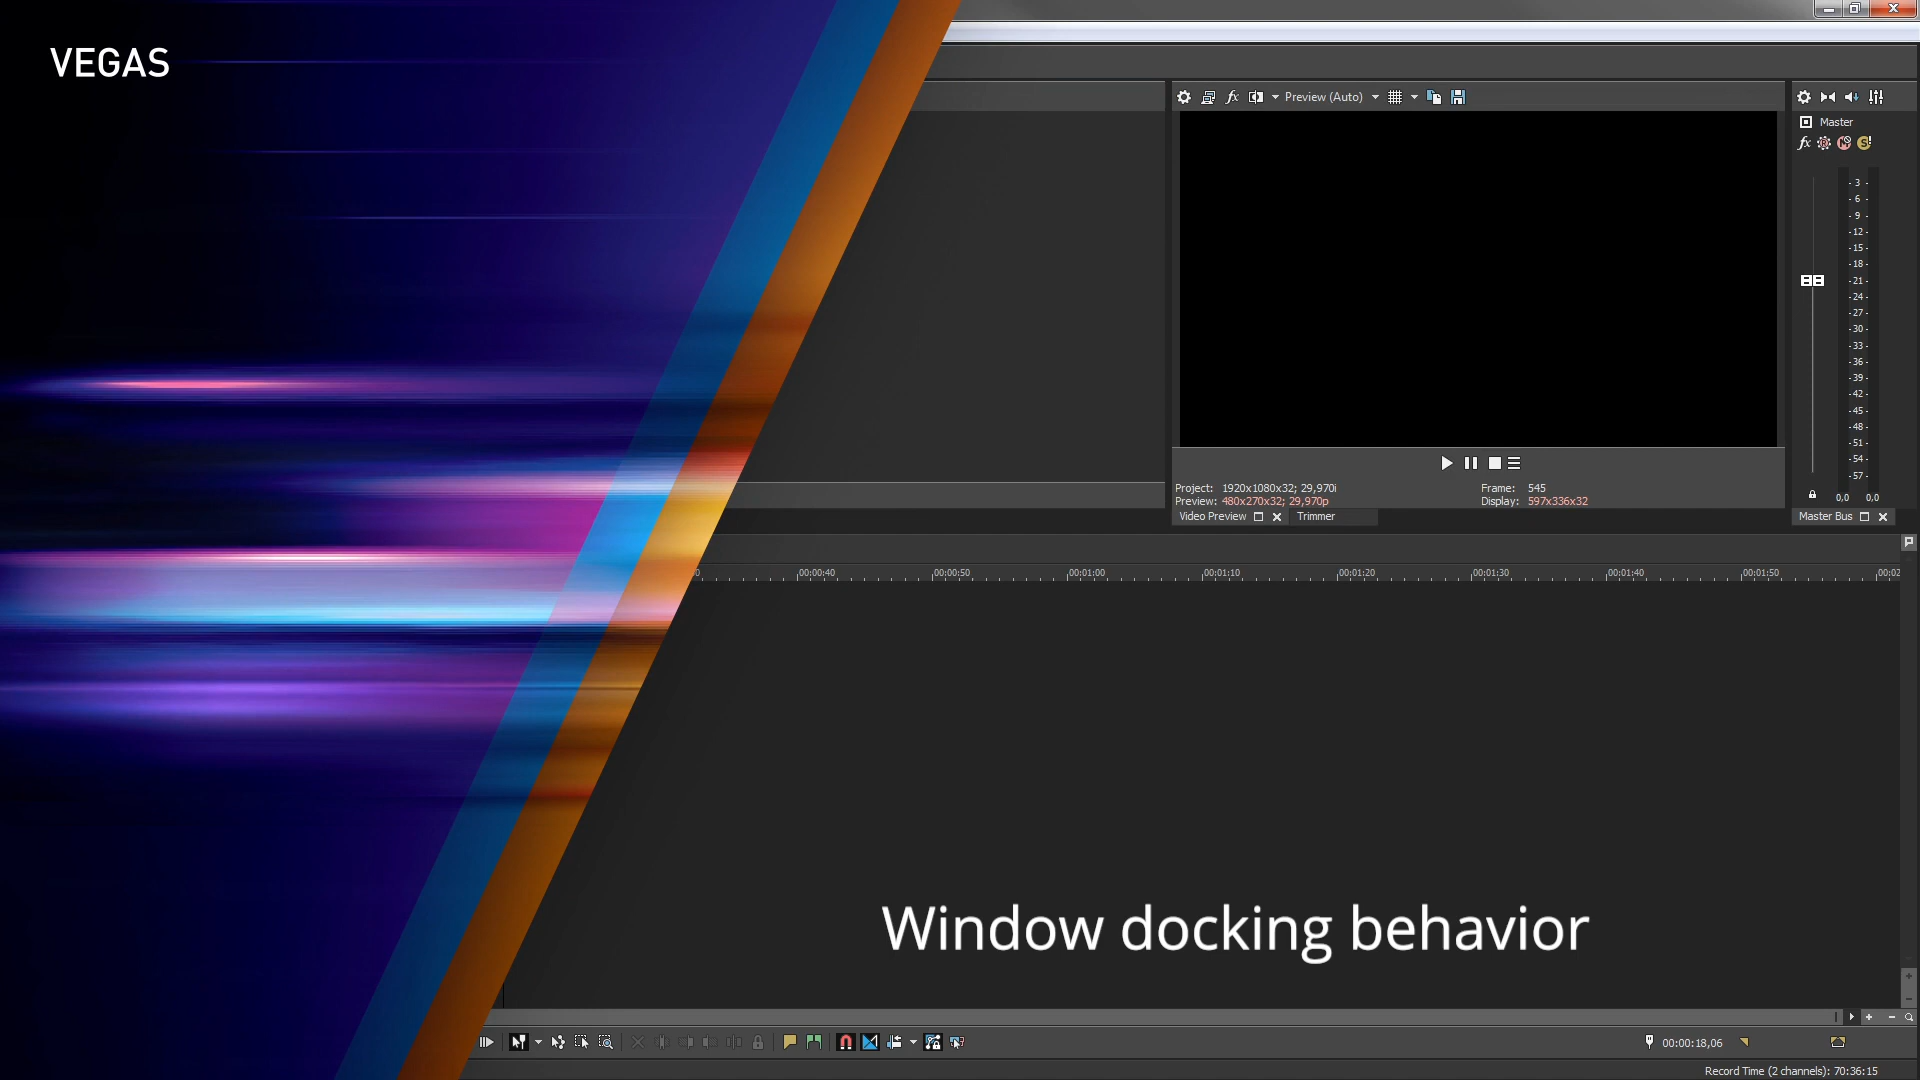 VEGAS
fx
Preview (Auto)
Master
fx
3
6
9
12
15
18
21
24
27
30
33
36
39
42
45
48
51
54
57
0,0 0,0
Project: 1920x1080x32; 29,970i
Frame: 545
Preview: 480x270x32; 29,970p
Display: 597x336x32
Video Preview
Trimmer
Master Bus
00:00:40 00:00:50 00:01:00 00:01:10 00:01:20 00:01:30 00:01:40 00:01:50 00:02
Window docking behavior
00:00:18,06
Record Time (2 channels): 70:36:15